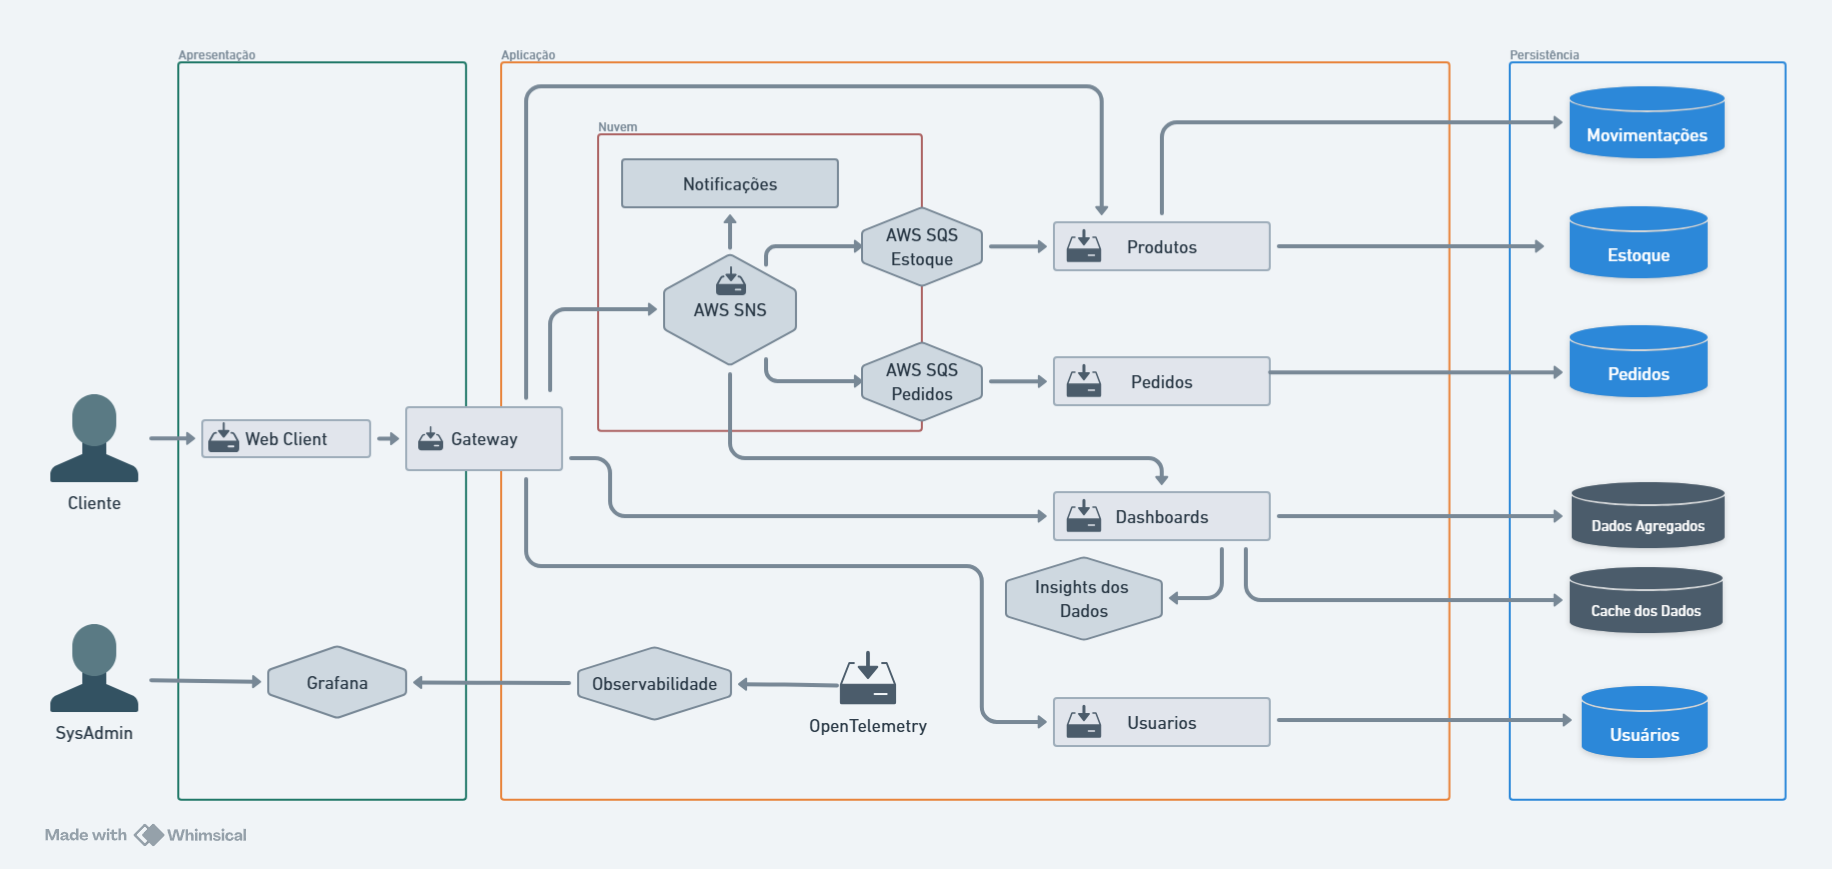 Apresentação
Aplicação
Persistência
Nuvem
Notificações
AWS SQS
Estoque
AWS SNS
AWS SQS
Pedidos
Produtos
Pedidos
Movimentações
Estoque
Pedidos
Cliente
Web Client
Gateway
Dashboards
Insights dos
Dados
Dados Agregados
Cache dos Dados
SysAdmin
Grafana
Observabilidade
OpenTelemetry
Usuarios
Usuários
Made with Whimsical